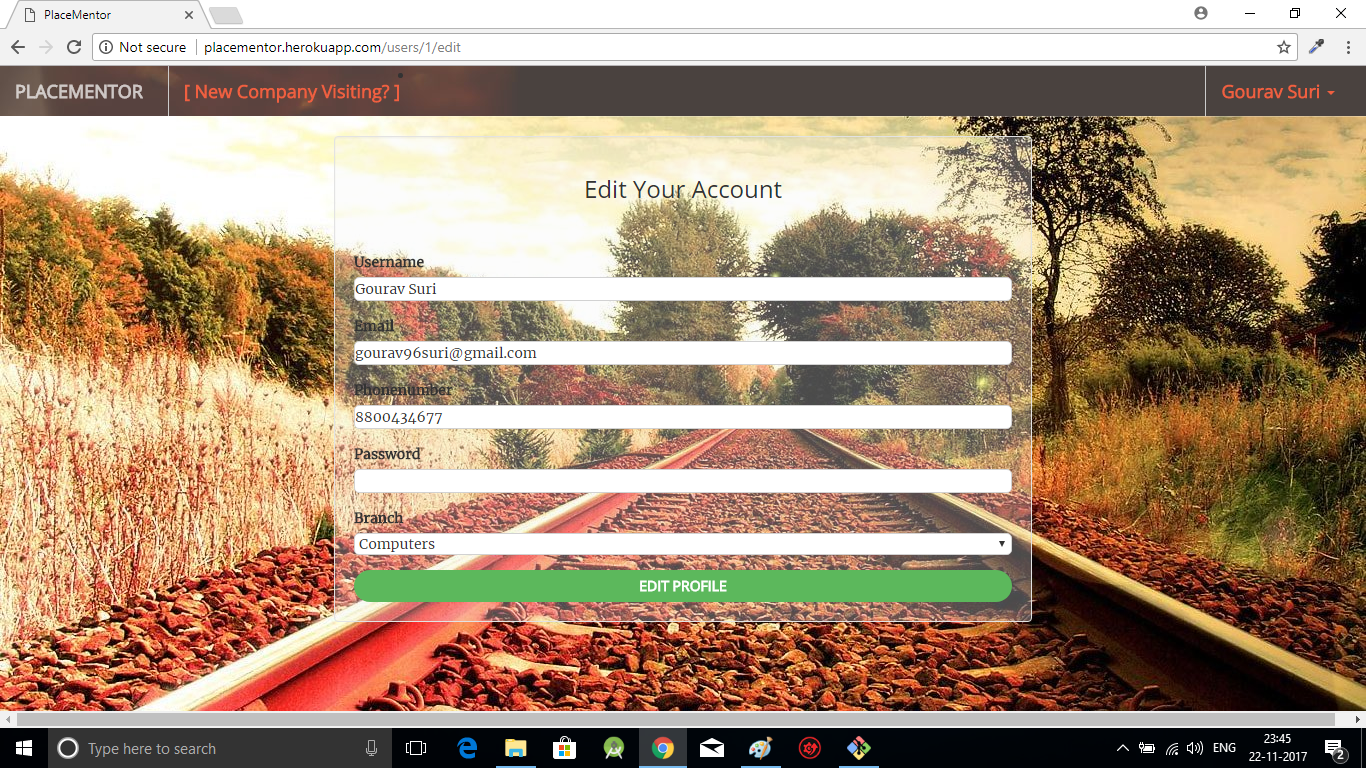 PlaceMentor
Not secure placementor.herokuapp.com/users/1/edit
PLACEMENTOR [ New Company Visiting? ] Gourav Suri
Edit Your Account
Username
Gourav Suri
Email
gourav96suri@gmail.com
Phonenumber
8800434677
Password
Branch
Computers
EDIT PROFILE
Type here to search ENG 23:45
22-11-2017 2